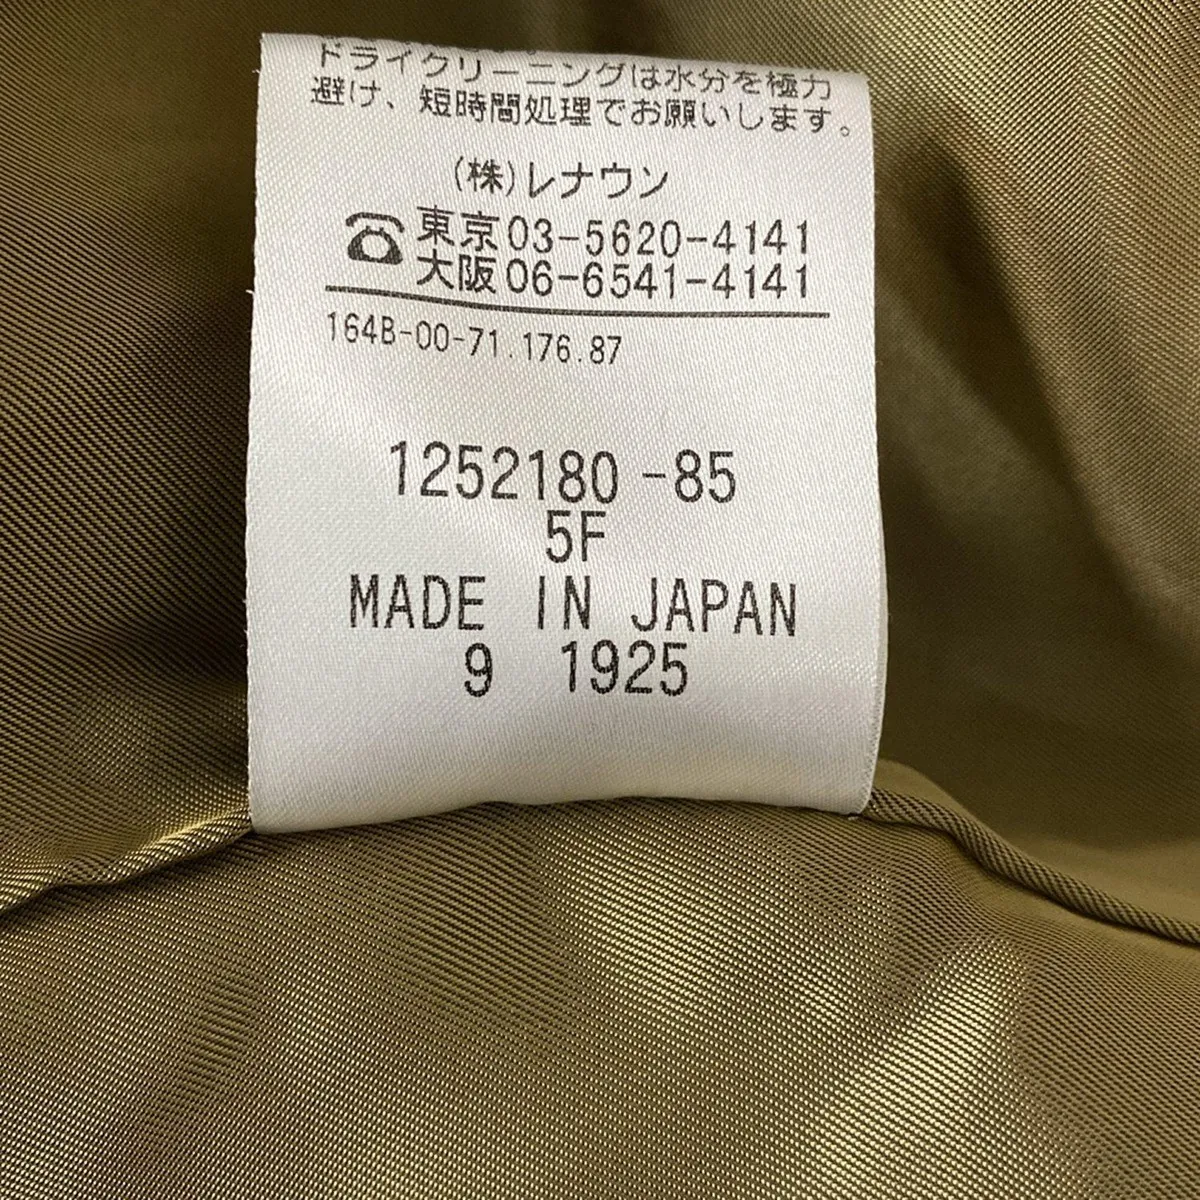 ドライクリーニングは水分を極力
避け、短時間処理でお願いします。
(株)レナウン
☎東京03-5620-4141
大阪06-6541-4141
164B-00-71.176.87
1252180 -85
5F
MADE IN JAPAN
9 1925